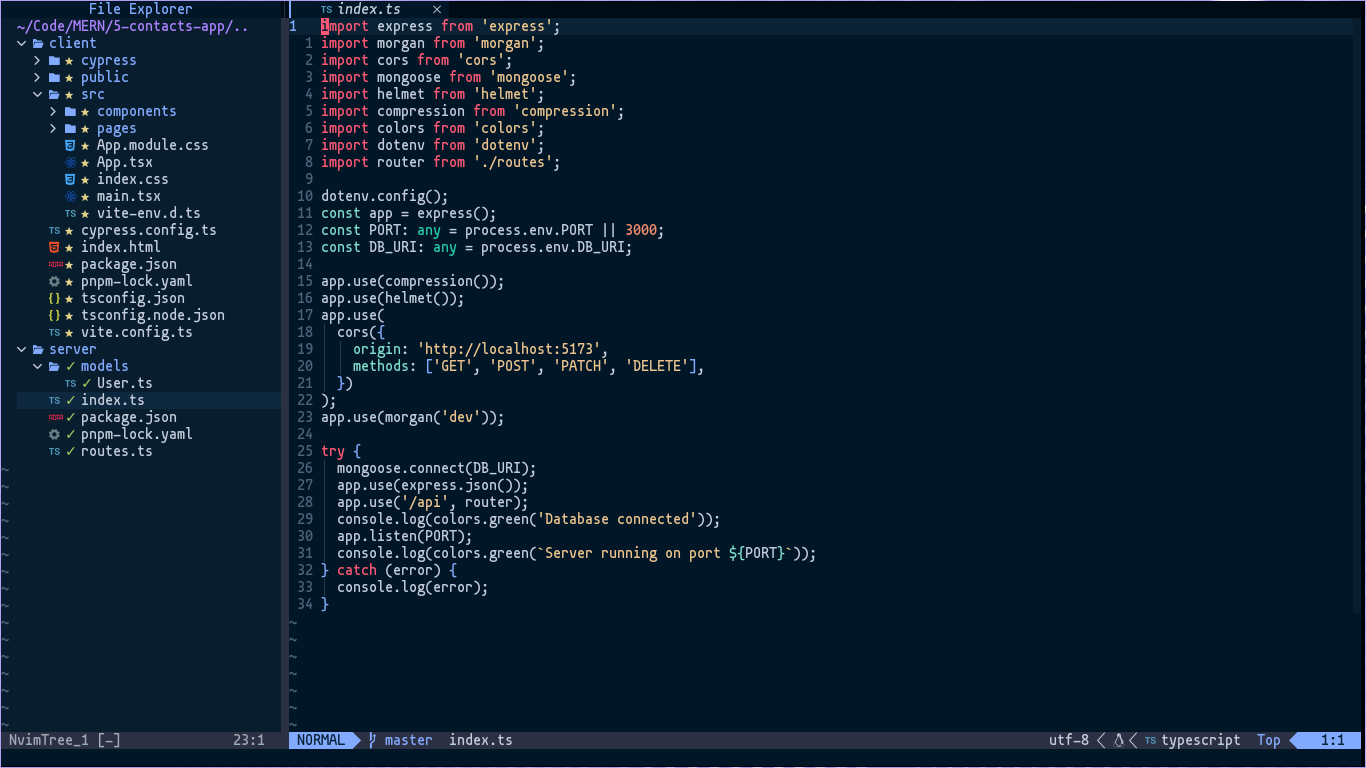 File Explorer
~/Code/MERN/5-contacts-app/..
client
cypress
public
src
components
pages
App.module.css
App.tsx
index.css
main.tsx
TS vite-env.d.ts
TS cypress.config.ts
index.html
package.json
pnpm-lock.yaml
{} tsconfig.json
{} tsconfig.node.json
TS vite.config.ts
server
models
TS User.ts
TS index.ts
package.json
pnpm-lock.yaml
TS routes.ts
NvimTree_1 [-] 23:1
TS index.ts ×
1 import express from 'express';
1 import morgan from 'morgan';
2 import cors from 'cors';
3 import mongoose from 'mongoose';
4 import helmet from 'helmet';
5 import compression from 'compression';
6 import colors from 'colors';
7 import dotenv from 'dotenv';
8 import router from './routes';
9
10 dotenv.config();
11 const app = express();
12 const PORT: any = process.env.PORT || 3000;
13 const DB_URI: any = process.env.DB_URI;
14
15 app.use(compression());
16 app.use(helmet());
17 app.use(
18 cors({
19 origin: 'http://localhost:5173',
20 methods: ['GET', 'POST', 'PATCH', 'DELETE'],
21 })
22 );
23 app.use(morgan('dev'));
24
25 try {
26 mongoose.connect(DB_URI);
27 app.use(express.json());
28 app.use('/api', router);
29 console.log(colors.green('Database connected'));
30 app.listen(PORT);
31 console.log(colors.green(`Server running on port ${PORT}`));
32 } catch (error) {
33 console.log(error);
34 }
NORMAL master index.ts utf-8 TS typescript Top 1:1